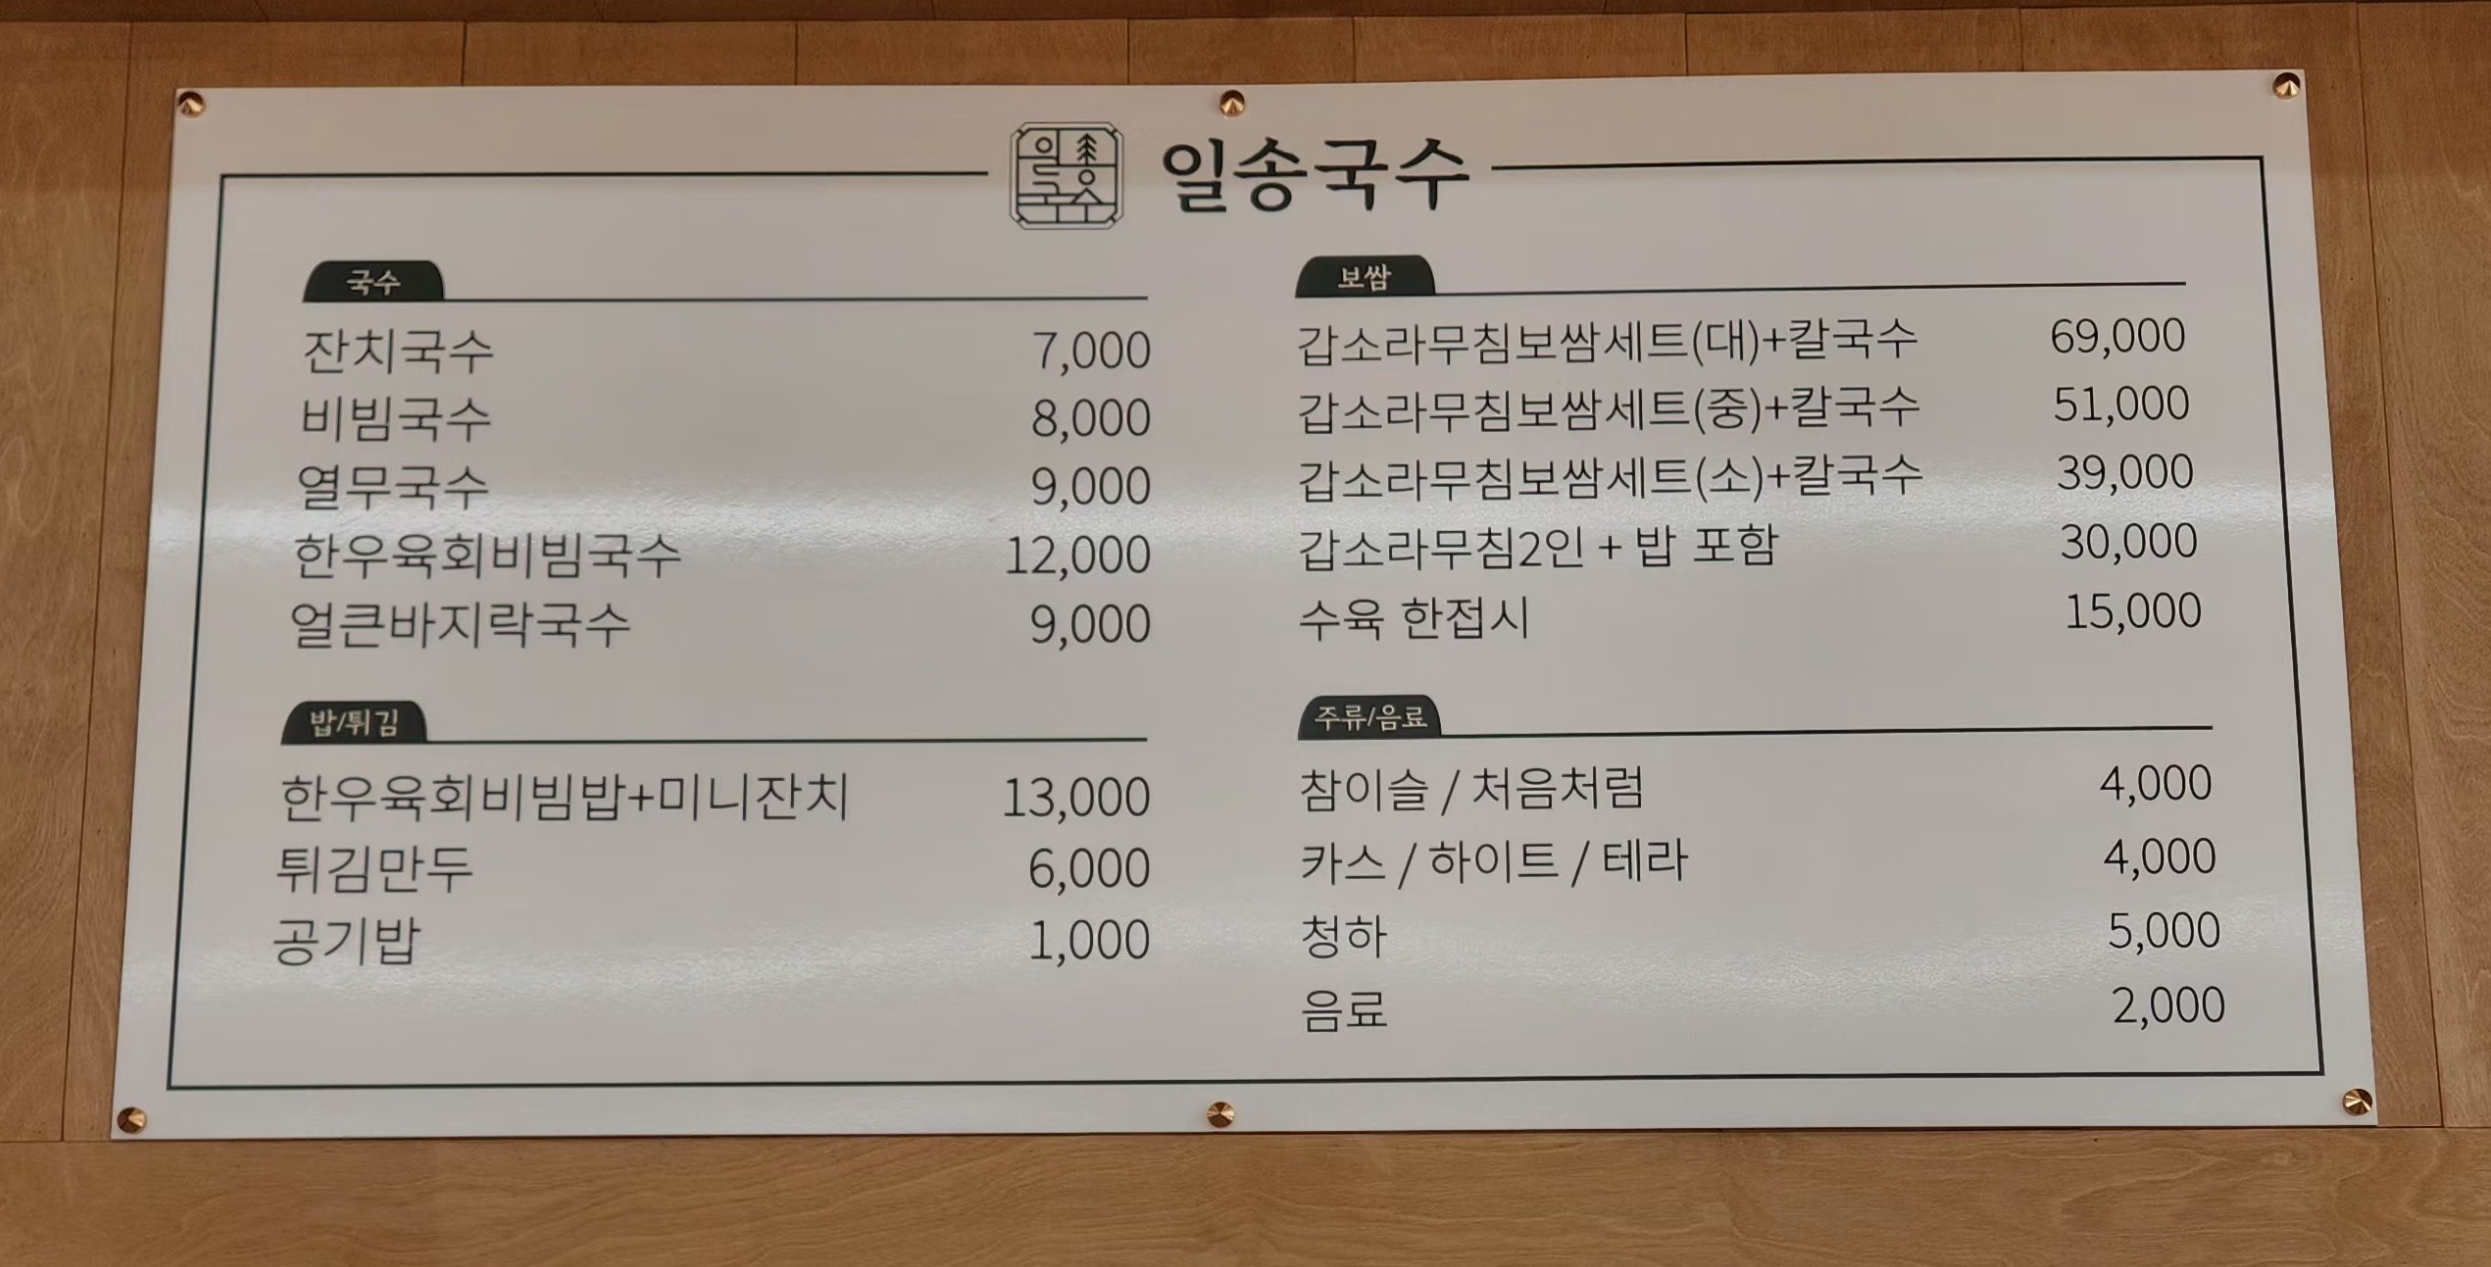 일송국수
일송국수
국수
잔치국수 7,000
비빔국수 8,000
열무국수 9,000
한우육회비빔국수 12,000
얼큰바지락국수 9,000
밥/튀김
한우육회비빔밥+미니잔치 13,000
튀김만두 6,000
공기밥 1,000
보쌈
갑소라무침보쌈세트(대)+칼국수 69,000
갑소라무침보쌈세트(중)+칼국수 51,000
갑소라무침보쌈세트(소)+칼국수 39,000
갑소라무침2인 + 밥 포함 30,000
수육 한접시 15,000
주류/음료
참이슬 / 처음처럼 4,000
카스 / 하이트 / 테라 4,000
청하 5,000
음료 2,000